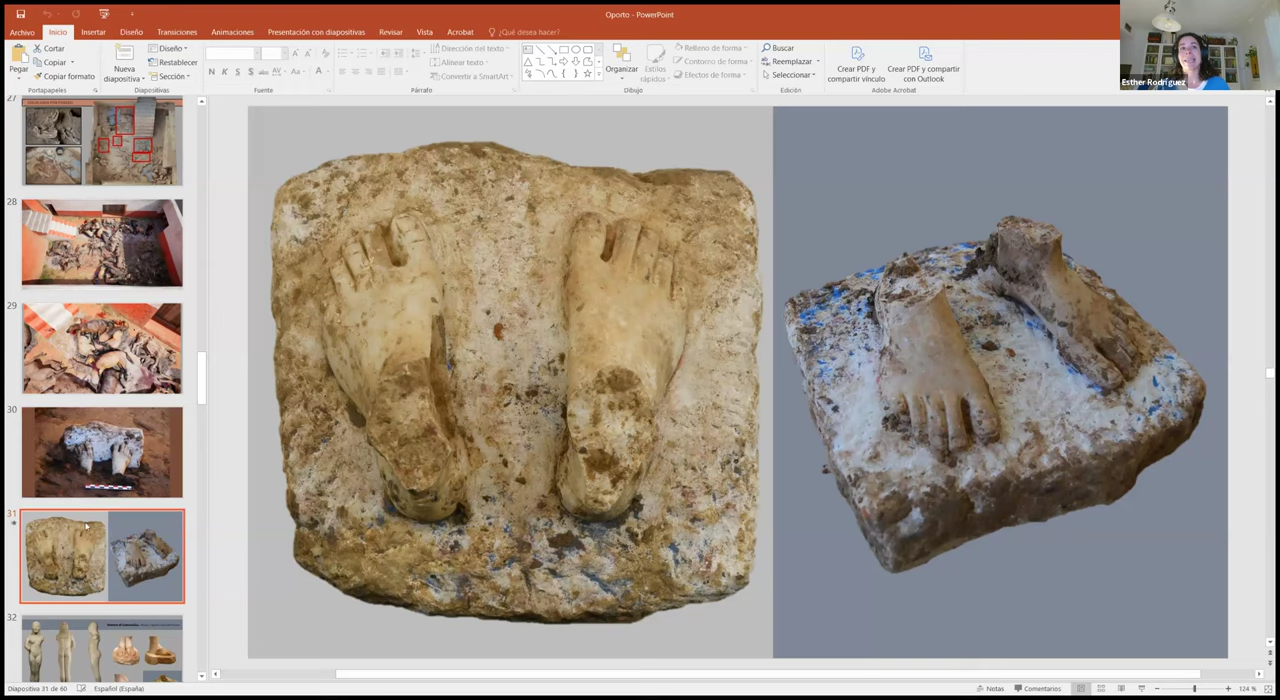 Oporto - PowerPoint
Archivo Inicio Insertar Diseño Transiciones Animaciones Presentación con diapositivas Revisar Vista Acrobat ¿Qué desea hacer?
Pegar
Cortar
Copiar
Copiar formato
Portapapeles
Nueva
diapositiva
Diseño
Restablecer
Sección
Diapositivas
N K S abc AV Aa A
Fuente
Dirección del texto
Alinear texto
Convertir a SmartArt
Párrafo
Organizar
Estilos
rápidos
Relleno de forma
Contorno de forma
Efectos de forma
Dibujo
Buscar
Reemplazar
Seleccionar
Edición
Crear PDF y
compartir vínculo
Crear PDF y compartir
con Outlook
Adobe Acrobat
Esther Rodríguez
27
28
29
30
31
32
Diapositiva 31 de 60 Español (España) Notas Comentarios 124 %